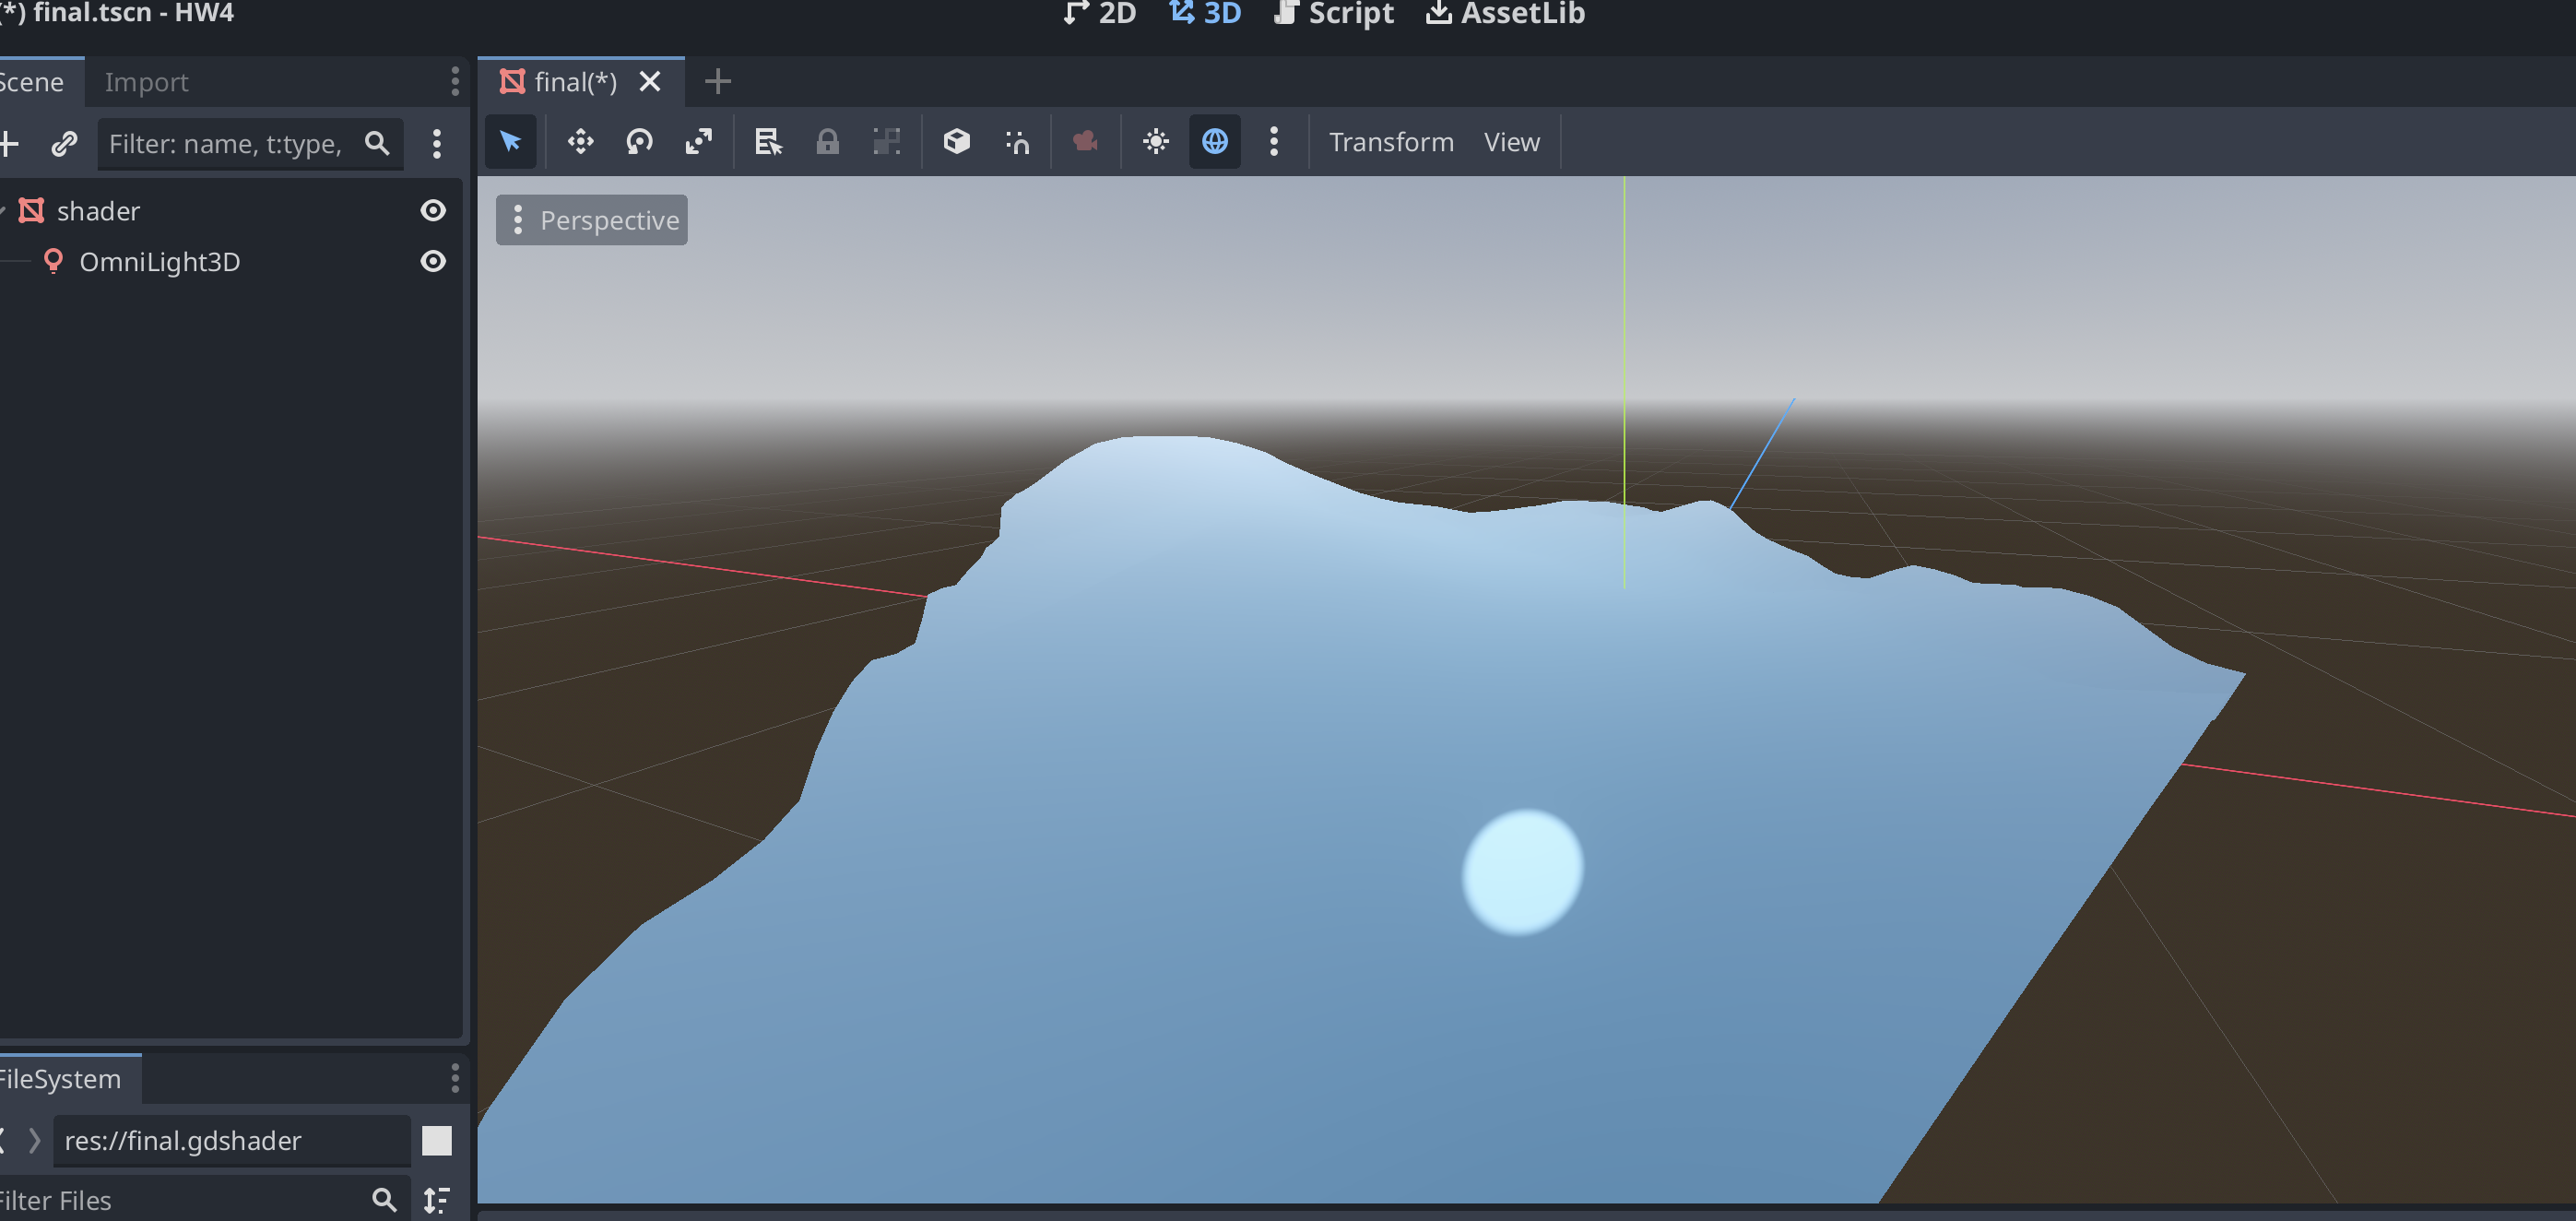 (*) final.tscn - HW4
2D 3D Script AssetLib
Scene Import
final(*)
Filter: name, t:type,
Transform View
shader
Perspective
OmniLight3D
FileSystem
res://final.gdshader
Filter Files